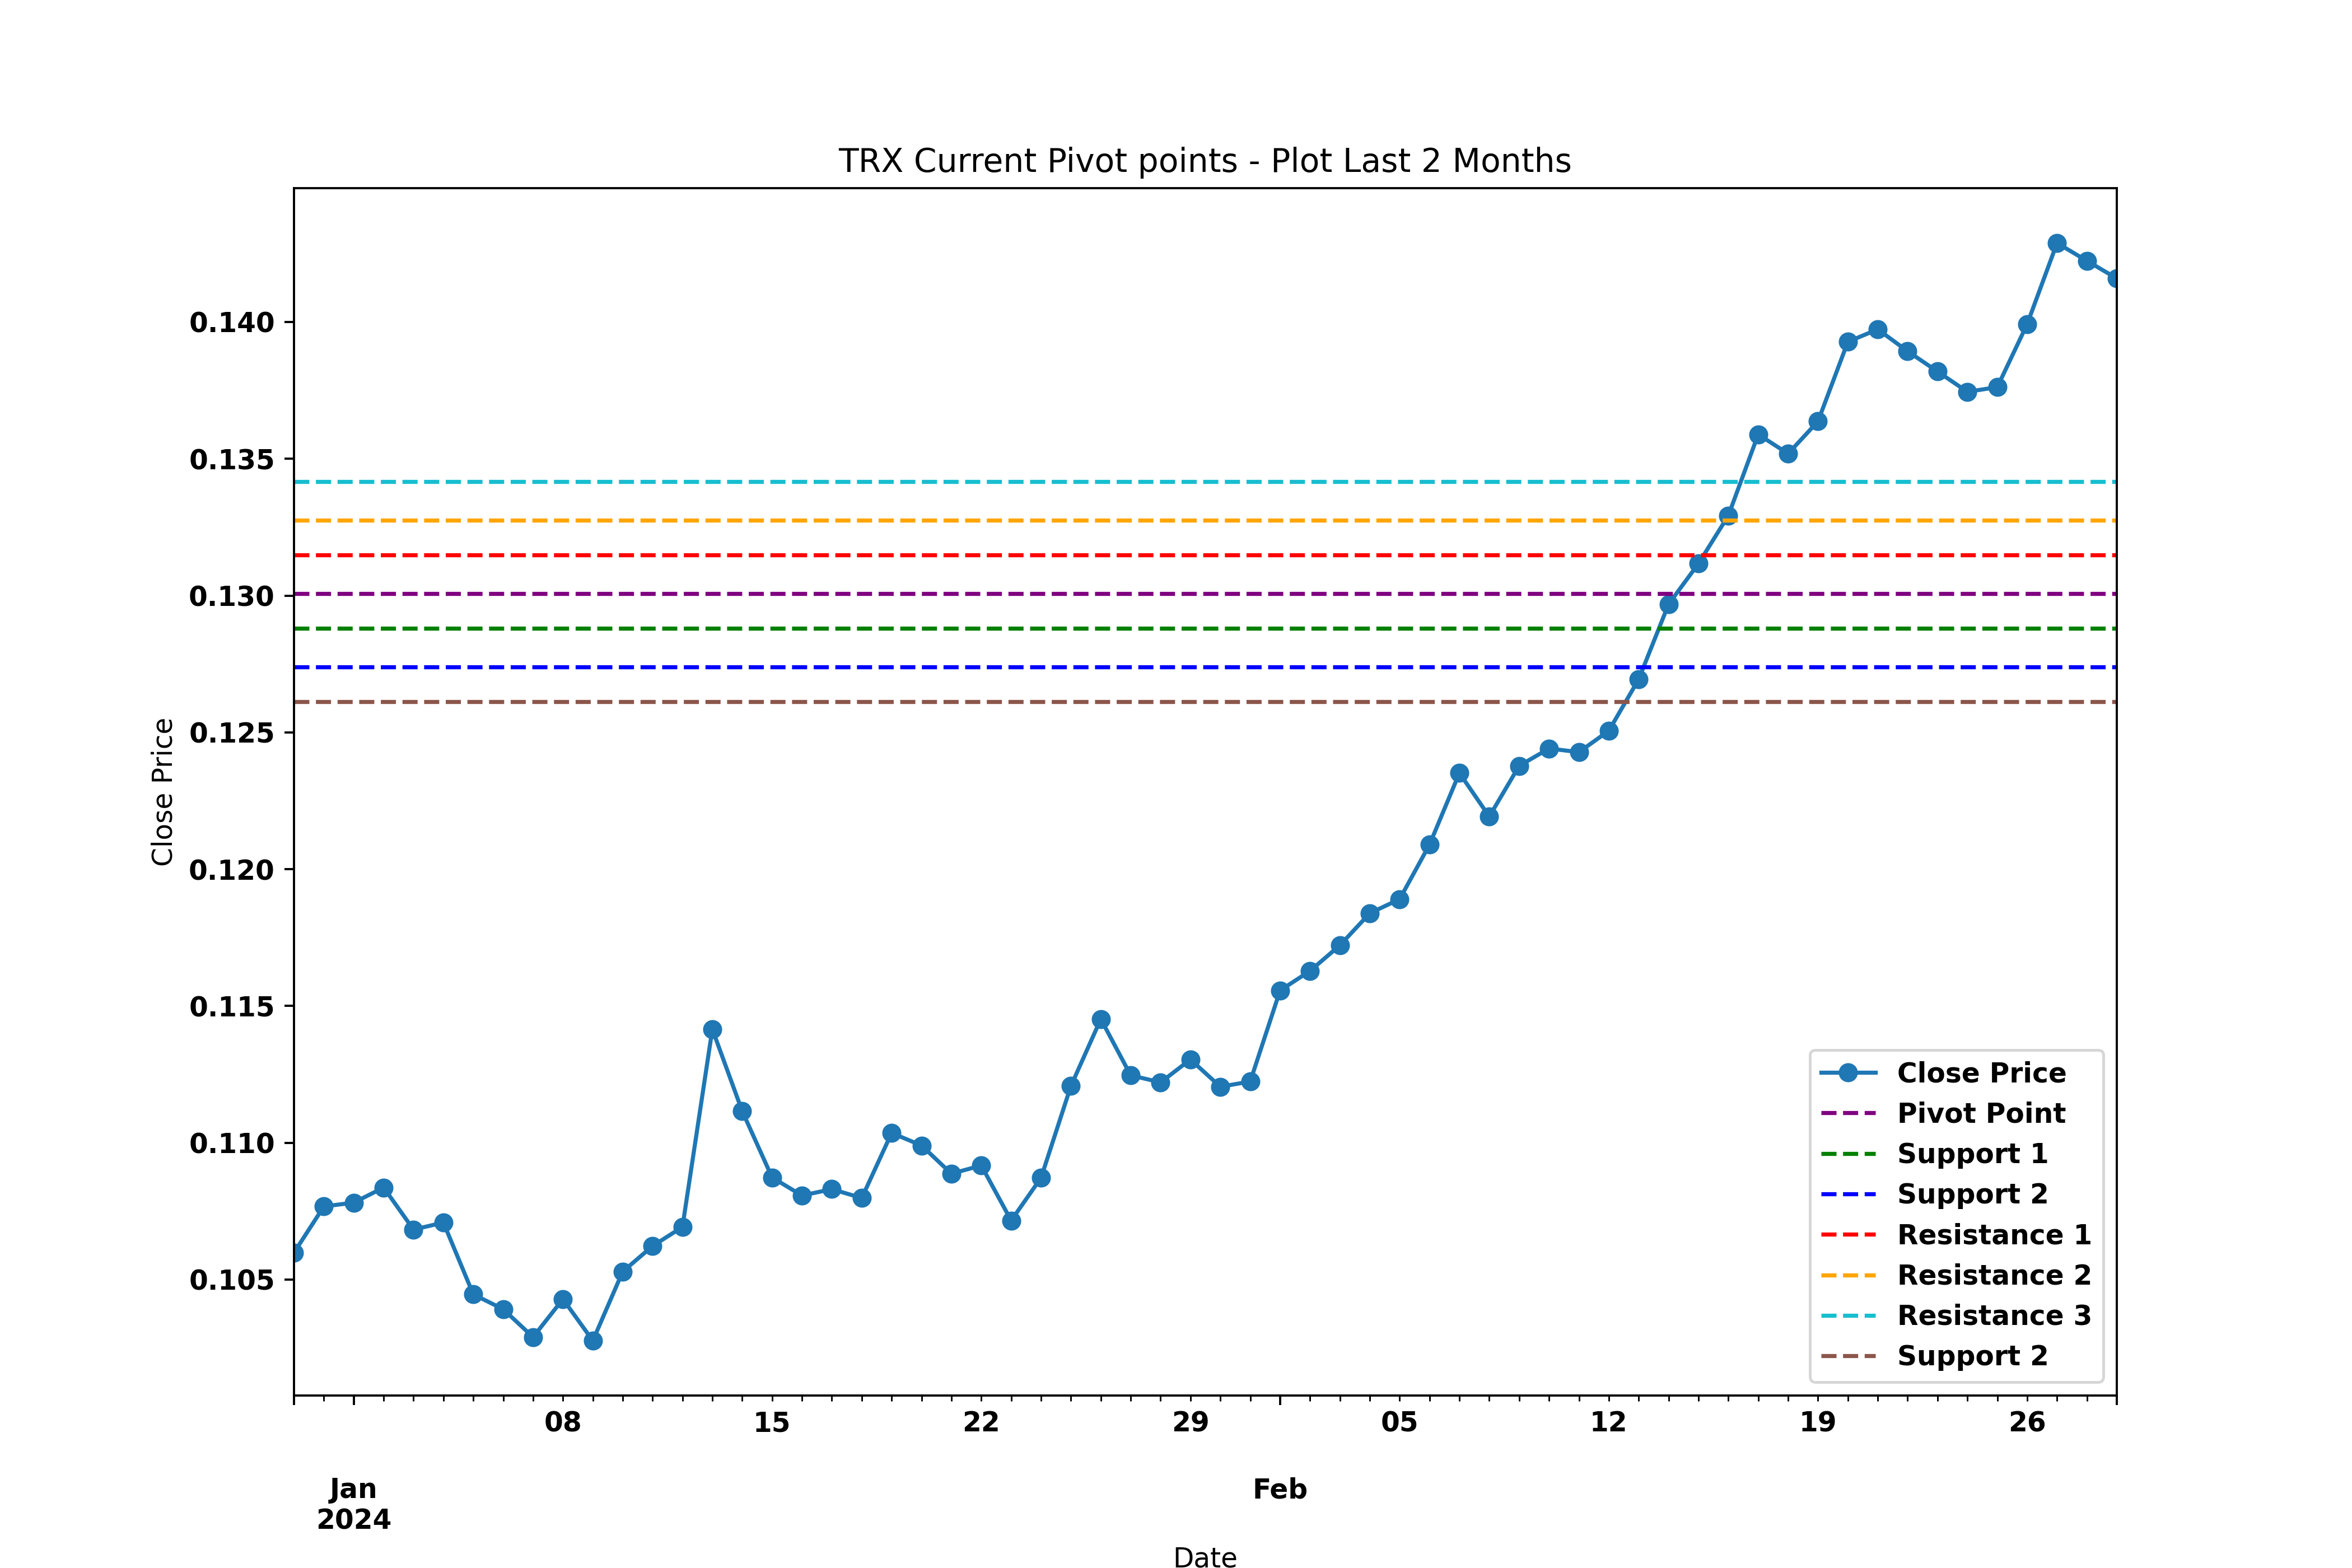 TRX Current Pivot points - Plot Last 2 Months
Close Price
0.140
0.135
0.130
0.125
0.120
0.115
0.110
0.105
Close Price
Pivot Point
Support 1
Support 2
Resistance 1
Resistance 2
Resistance 3
Support 2
08 15 22 29 05 12 19 26
Jan Feb
2024
Date